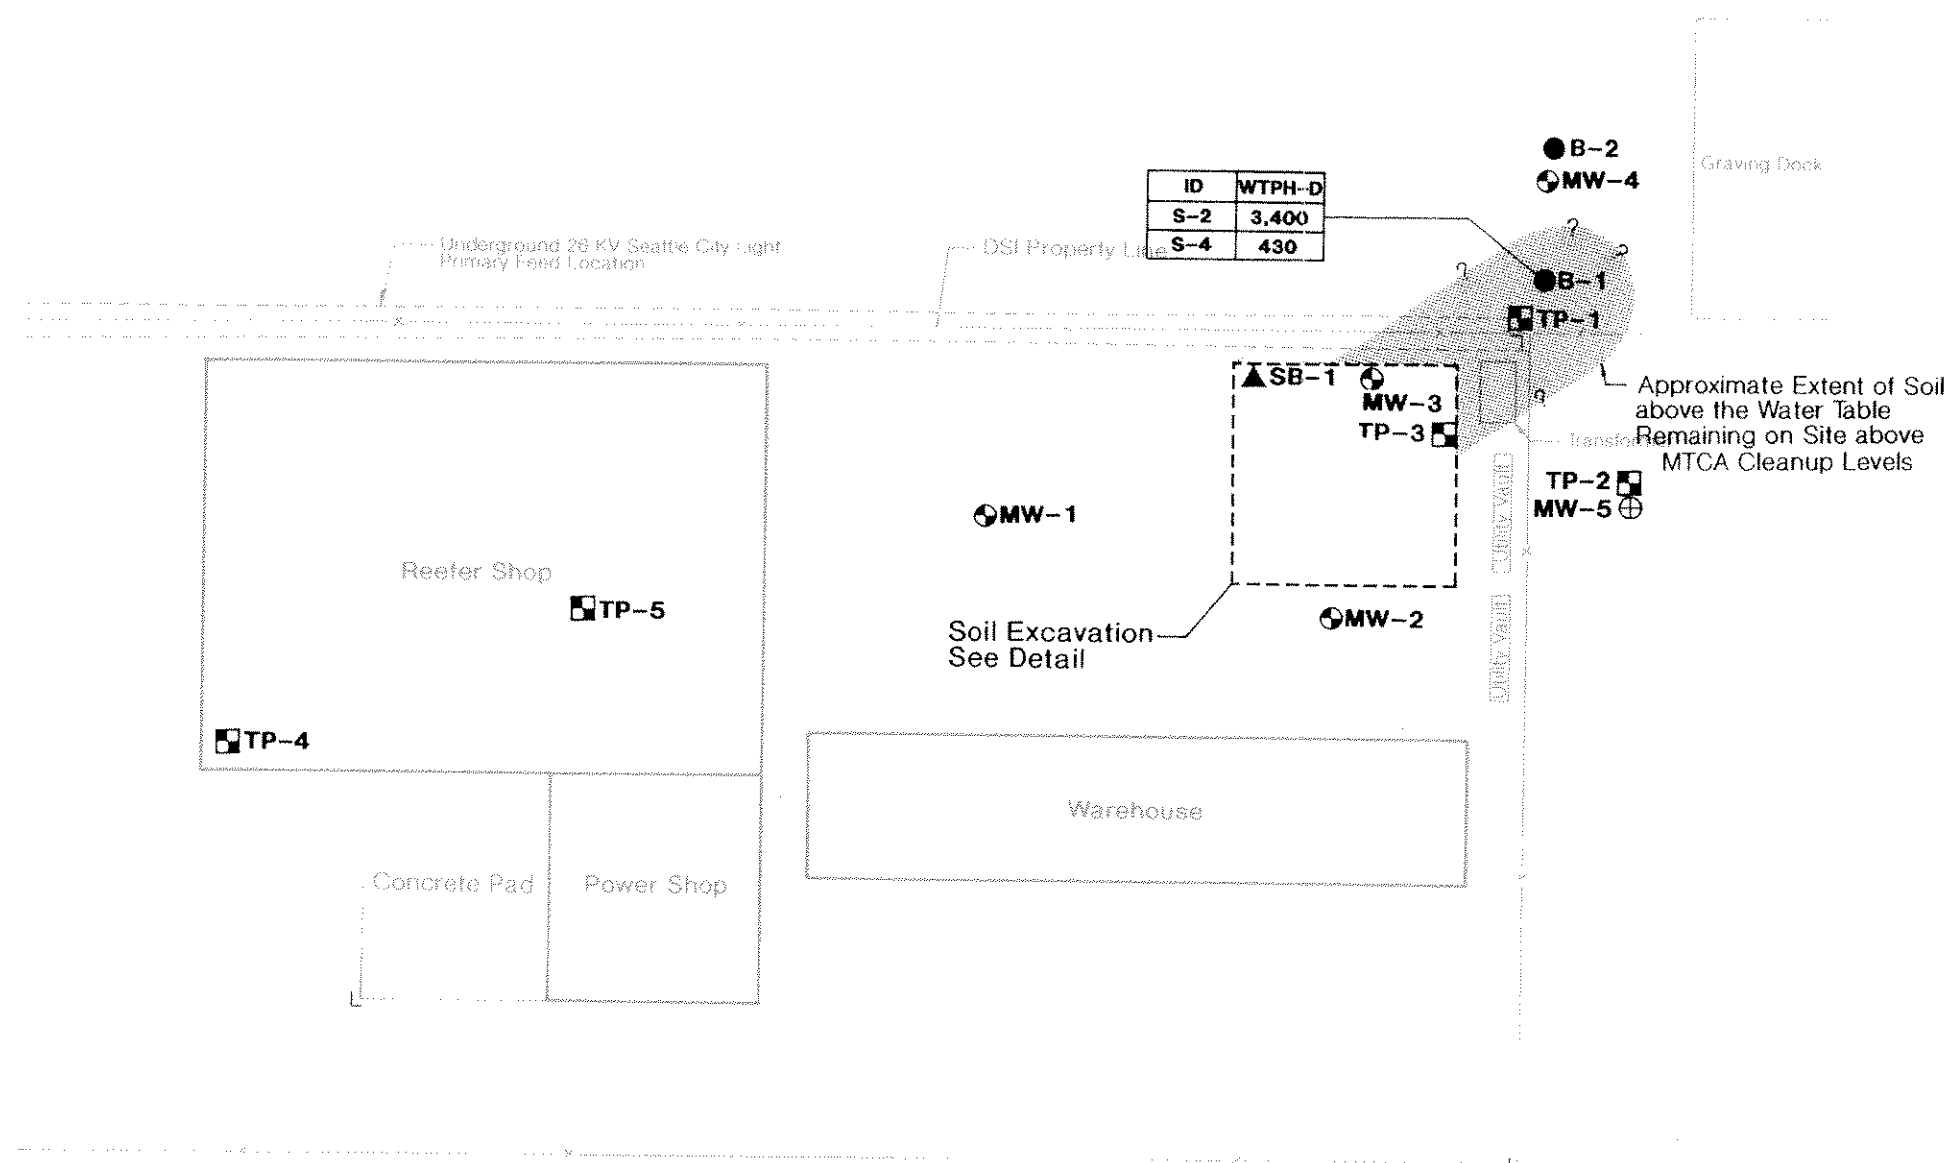 B-2
Graving Dock
MW-4
ID WTPH-D
S-2 3,400
S-4 430
Underground 26 KV Seattle City Light
Primary Feed Location
DSI Property Line
?
?
?
B-1
TP-1
SB-1
MW-3
TP-3
?
Approximate Extent of Soil
above the Water Table
Remaining on Site above
MTCA Cleanup Levels
Transformer
TP-2
MW-5
Utility Vault
MW-1
Reefer Shop
TP-5
MW-2
Soil Excavation
See Detail
Utility Vault
TP-4
Warehouse
Concrete Pad
Power Shop